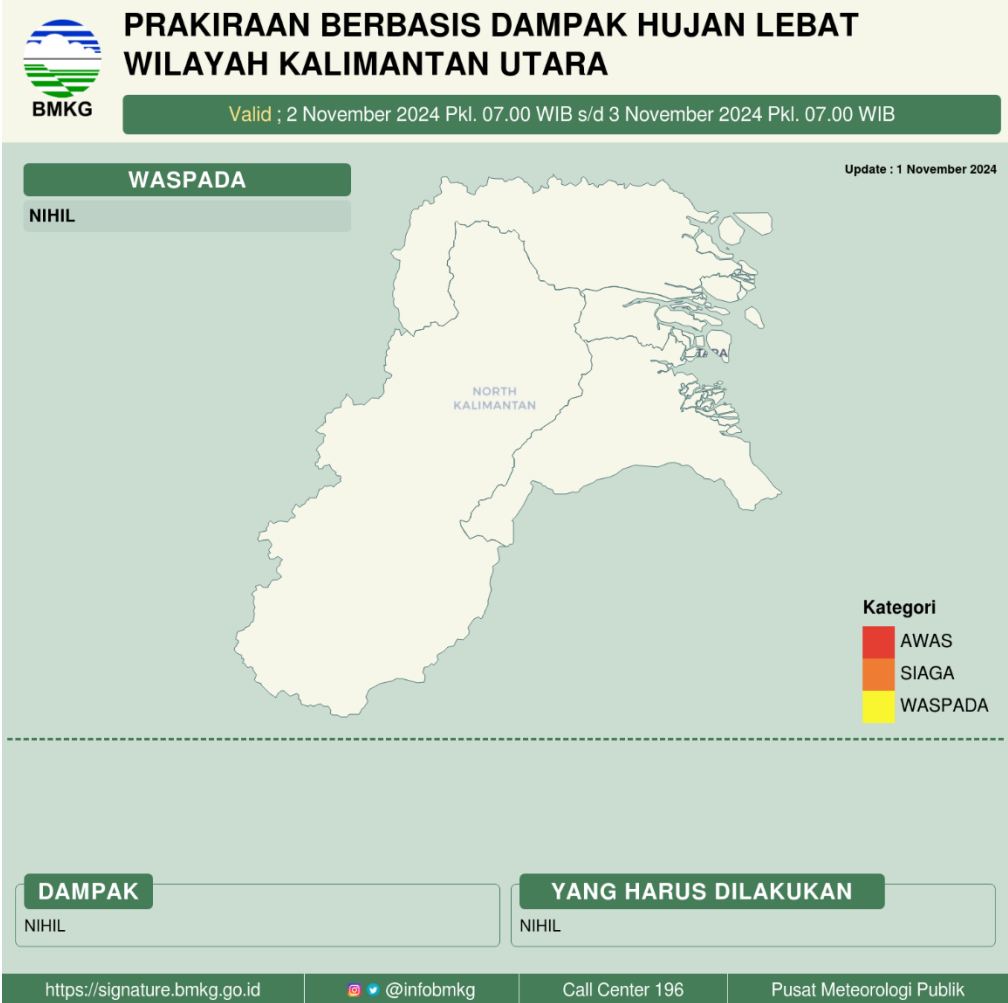 BMKG
PRAKIRAAN BERBASIS DAMPAK HUJAN LEBAT
WILAYAH KALIMANTAN UTARA
Valid ; 2 November 2024 Pkl. 07.00 WIB s/d 3 November 2024 Pkl. 07.00 WIB
WASPADA
NIHIL
Update : 1 November 2024
NORTH
KALIMANTAN
Kategori
AWAS
SIAGA
WASPADA
DAMPAK
NIHIL
YANG HARUS DILAKUKAN
NIHIL
https://signature.bmkg.go.id
@infobmkg
Call Center 196
Pusat Meteorologi Publik